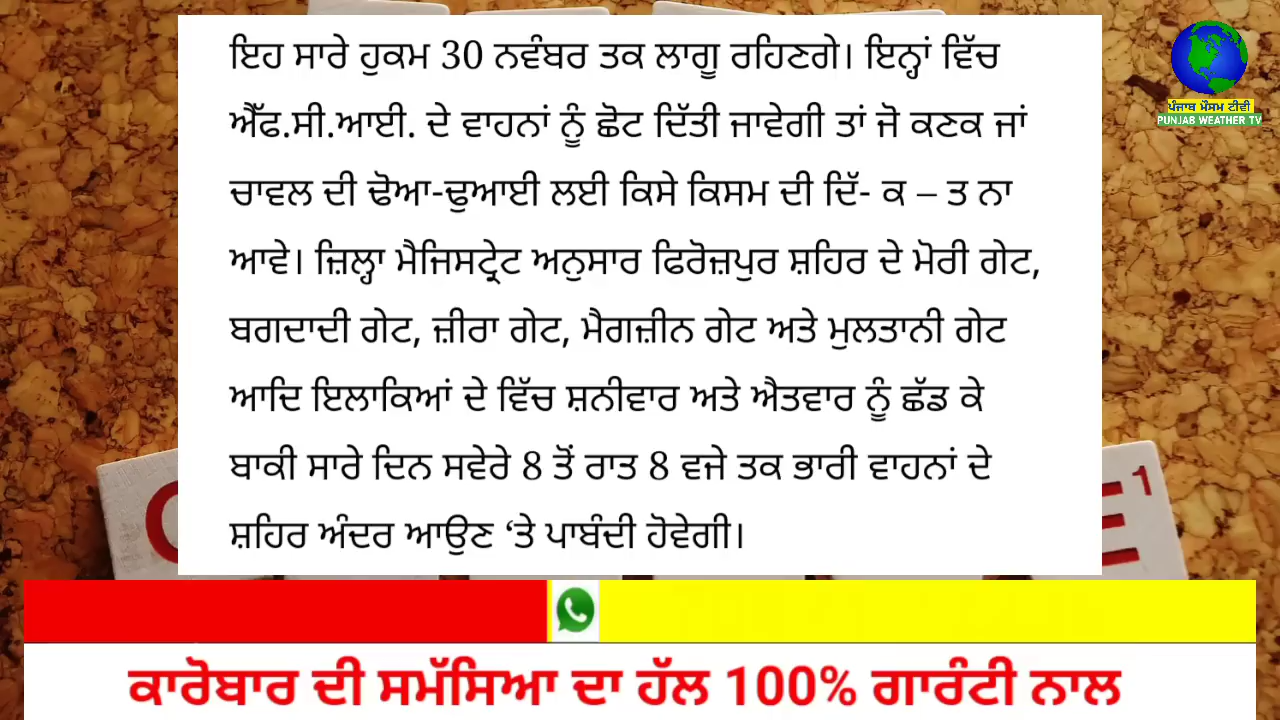 ਇਹ ਸਾਰੇ ਹੁਕਮ 30 ਨਵੰਬਰ ਤਕ ਲਾਗੂ ਰਹਿਣਗੇ। ਇਨ੍ਹਾਂ ਵਿੱਚ
ਐੱਫ.ਸੀ.ਆਈ. ਦੇ ਵਾਹਨਾਂ ਨੂੰ ਛੋਟ ਦਿੱਤੀ ਜਾਵੇਗੀ ਤਾਂ ਜੋ ਕਣਕ ਜਾਂ
ਚਾਵਲ ਦੀ ਢੋਆ-ਢੁਆਈ ਲਈ ਕਿਸੇ ਕਿਸਮ ਦੀ ਦਿੱ- ਕ – ਤ ਨਾ
ਆਵੇ। ਜ਼ਿਲ੍ਹਾ ਮੈਜਿਸਟ੍ਰੇਟ ਅਨੁਸਾਰ ਫਿਰੋਜ਼ਪੁਰ ਸ਼ਹਿਰ ਦੇ ਮੋਰੀ ਗੇਟ,
ਬਗਦਾਦੀ ਗੇਟ, ਜ਼ੀਰਾ ਗੇਟ, ਮੈਗਜ਼ੀਨ ਗੇਟ ਅਤੇ ਮੁਲਤਾਨੀ ਗੇਟ
ਆਦਿ ਇਲਾਕਿਆਂ ਦੇ ਵਿੱਚ ਸ਼ਨੀਵਾਰ ਅਤੇ ਐਤਵਾਰ ਨੂੰ ਛੱਡ ਕੇ
ਬਾਕੀ ਸਾਰੇ ਦਿਨ ਸਵੇਰੇ 8 ਤੋਂ ਰਾਤ 8 ਵਜੇ ਤਕ ਭਾਰੀ ਵਾਹਨਾਂ ਦੇ
ਸ਼ਹਿਰ ਅੰਦਰ ਆਉਣ ‘ਤੇ ਪਾਬੰਦੀ ਹੋਵੇਗੀ।
ਪੰਜਾਬ ਮੌਸਮ ਟੀਵੀ
PUNJAB WEATHER TV
E1
ਕਾਰੋਬਾਰ ਦੀ ਸਮੱਸਿਆ ਦਾ ਹੱਲ 100% ਗਾਰੰਟੀ ਨਾਲ